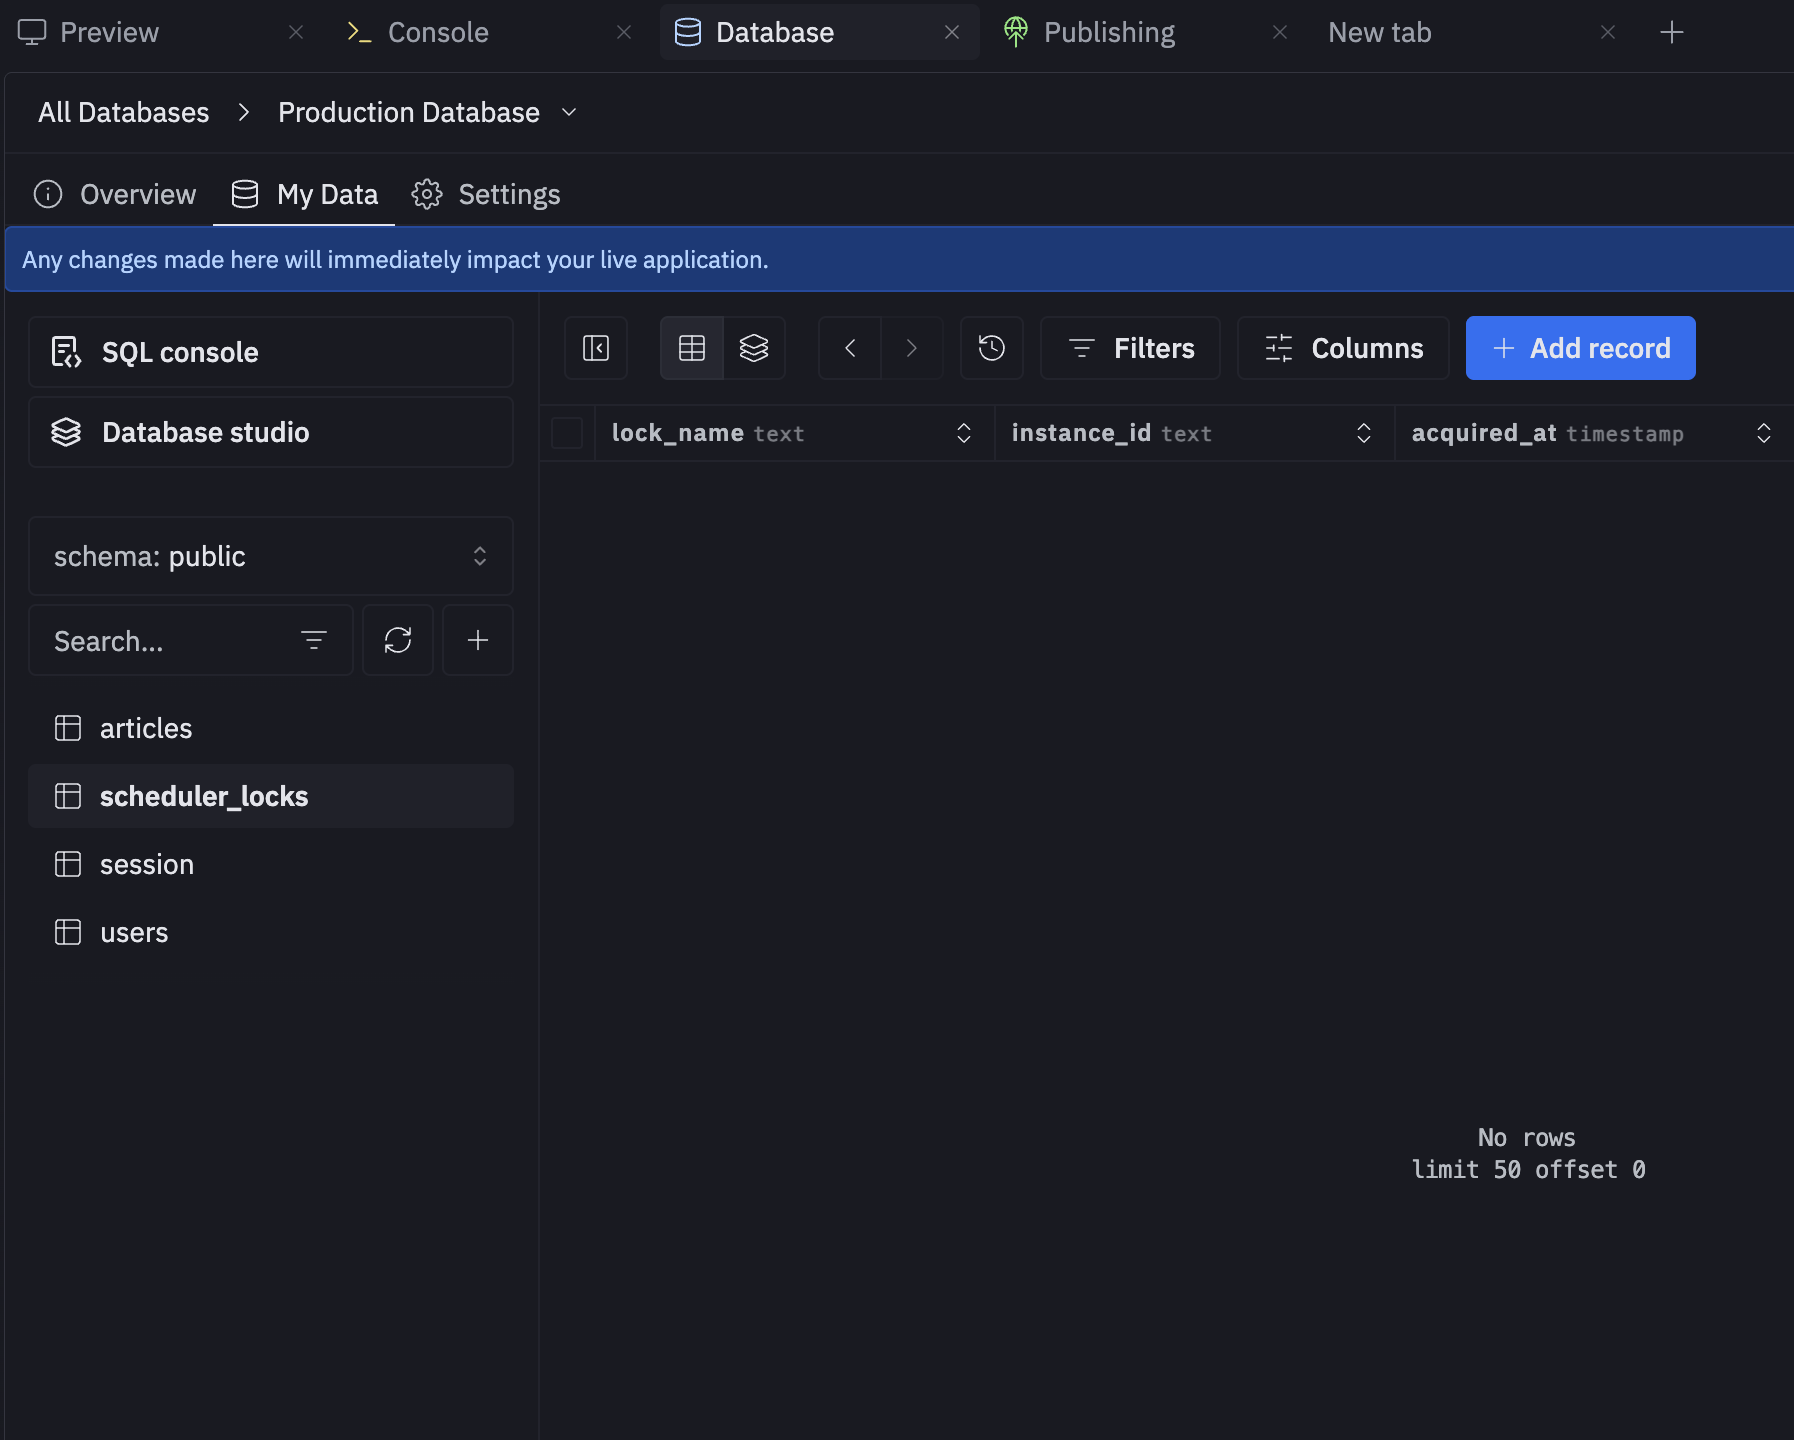 Preview
Console
Database
Publishing
New tab
All Databases
Production Database
Overview
My Data
Settings
Any changes made here will immediately impact your live application.
SQL console
Database studio
schema: public
Search...
articles
scheduler_locks
session
users
Filters
Columns
Add record
lock_name text
instance_id text
acquired_at timestamp
No rows
limit 50 offset 0